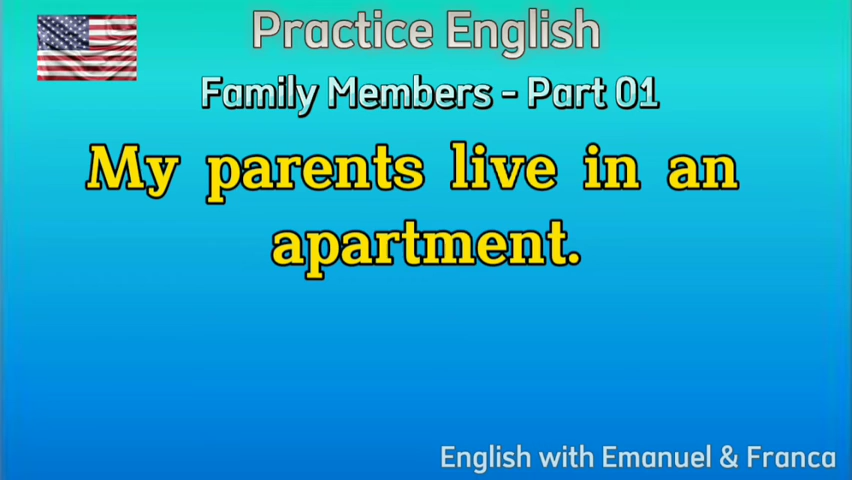 Practice English
Family Members - Part 01
My parents live in an
apartment.
English with Emanuel & Franca